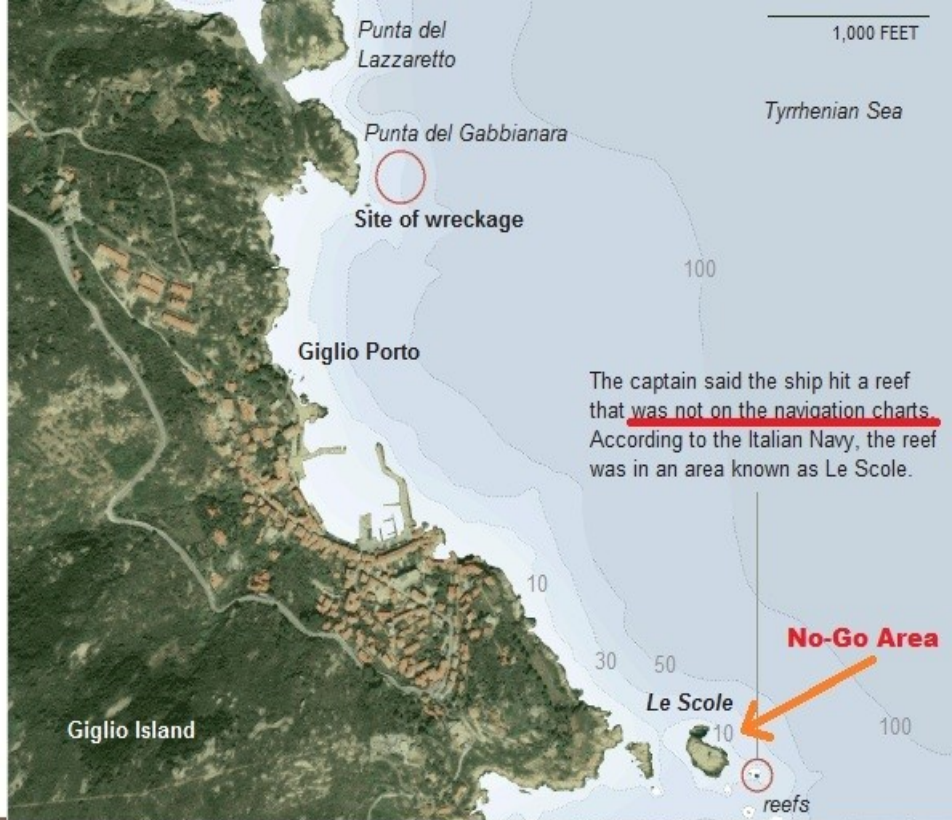 Punta del
Lazzaretto
1,000 FEET
Tyrrhenian Sea
Punta del Gabbianara
Site of wreckage
100
Giglio Porto
The captain said the ship hit a reef
that was not on the navigation charts.
According to the Italian Navy, the reef
was in an area known as Le Scole.
10
No-Go Area
30
50
Le Scole
Giglio Island
10
100
reefs